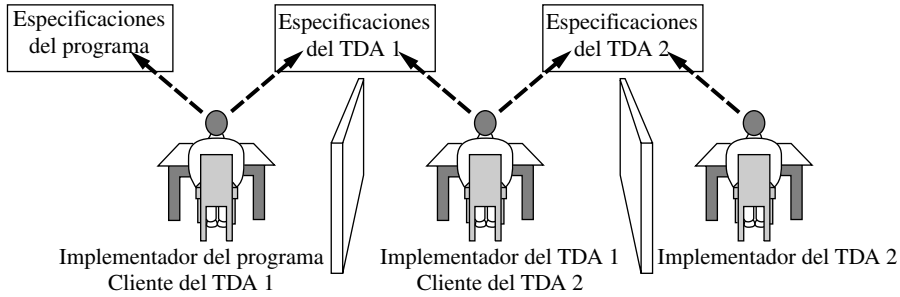 Especificaciones
del programa
Especificaciones
del TDA 1
Especificaciones
del TDA 2
Implementador del programa
Cliente del TDA 1
Implementador del TDA 1
Cliente del TDA 2
Implementador del TDA 2